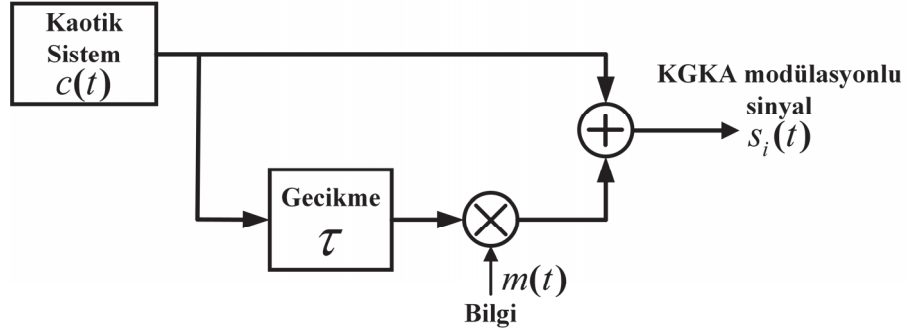 Kaotik
Sistem
c(t)
KGKA modülasyonlu
sinyal
s_i(t)
Gecikme
τ
m(t)
Bilgi